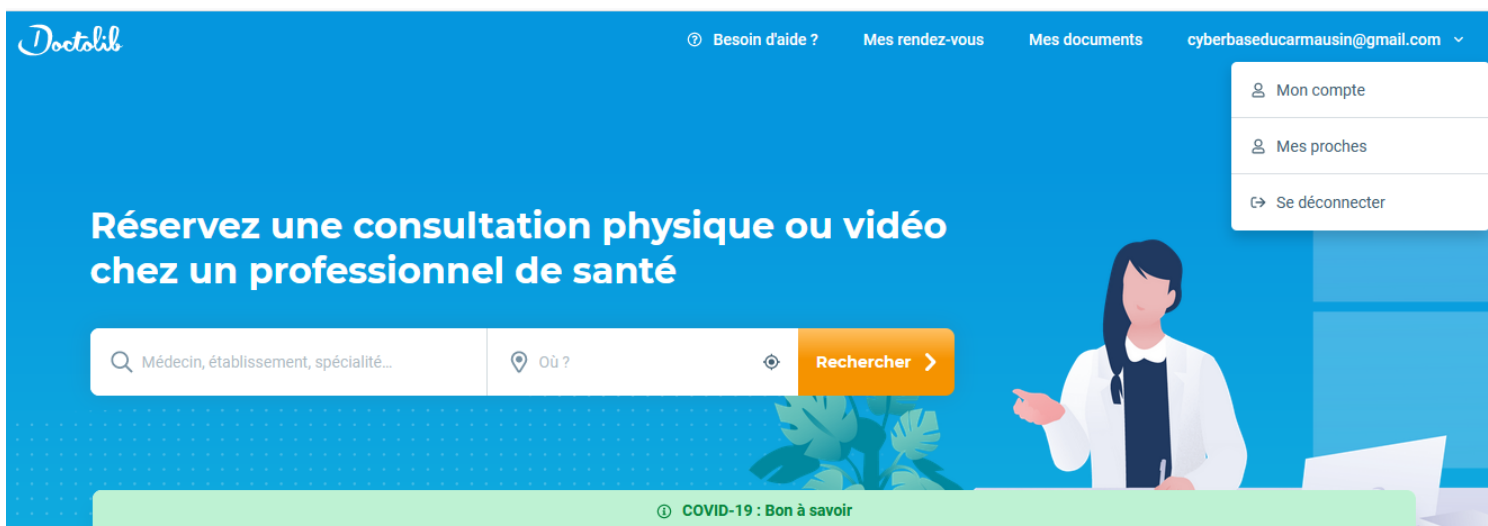 Doctolib
Besoin d'aide ?
Mes rendez-vous
Mes documents
cyberbaseducarmausin@gmail.com
Mon compte
Mes proches
Se déconnecter
Réservez une consultation physique ou vidéo
chez un professionnel de santé
Médecin, établissement, spécialité...
Où ?
Rechercher
COVID-19 : Bon à savoir